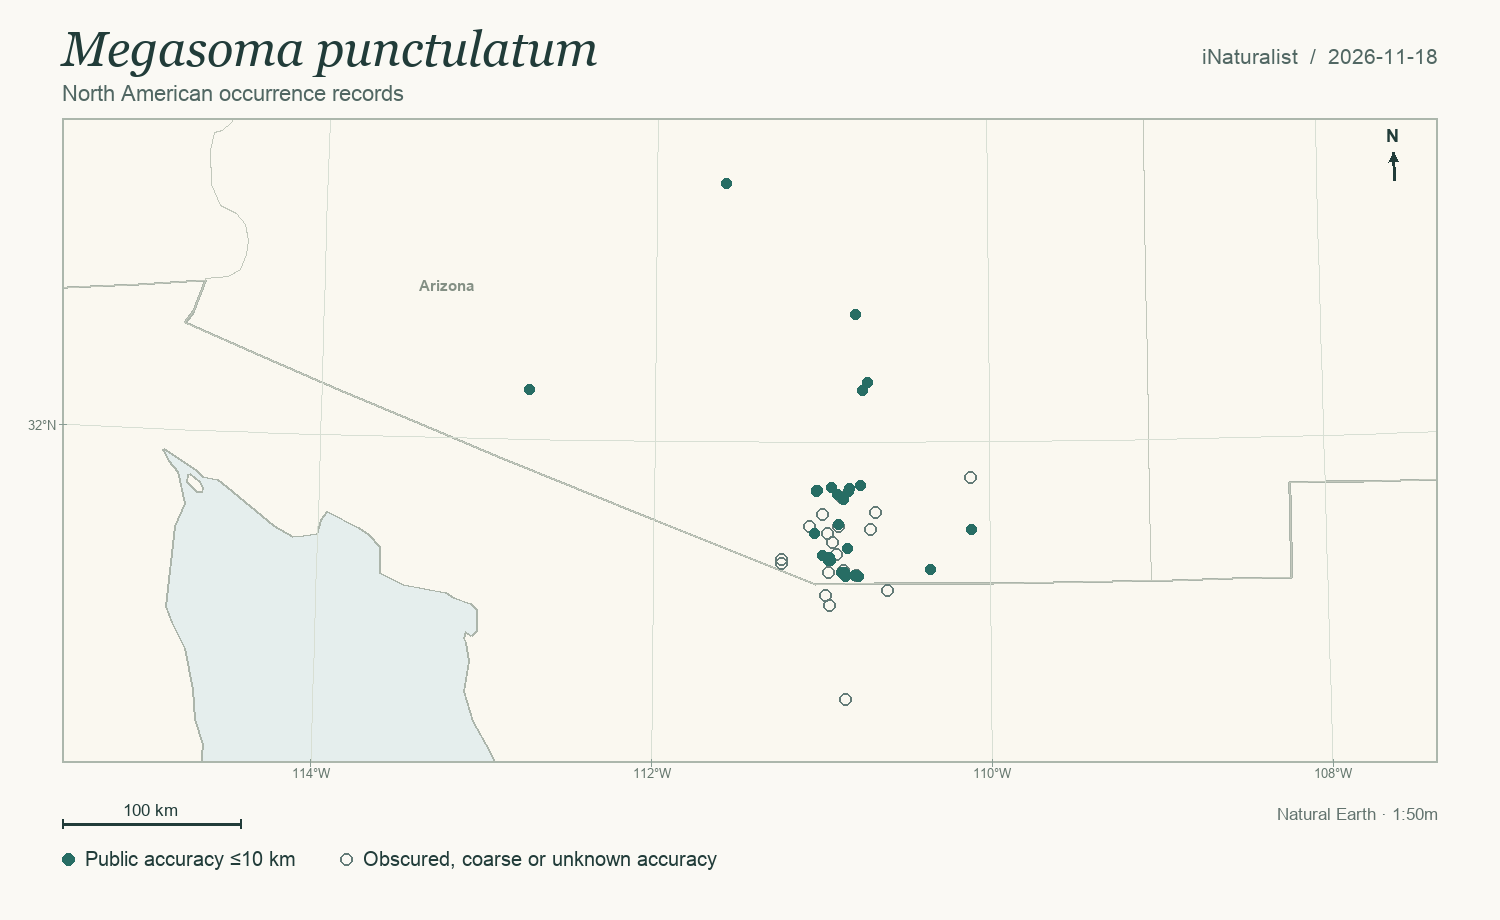 Megasoma punctulatum
iNaturalist / 2026-11-18
North American occurrence records
N
Arizona
32°N
114°W
112°W
110°W
108°W
100 km
Natural Earth · 1:50m
Public accuracy ≤10 km
Obscured, coarse or unknown accuracy